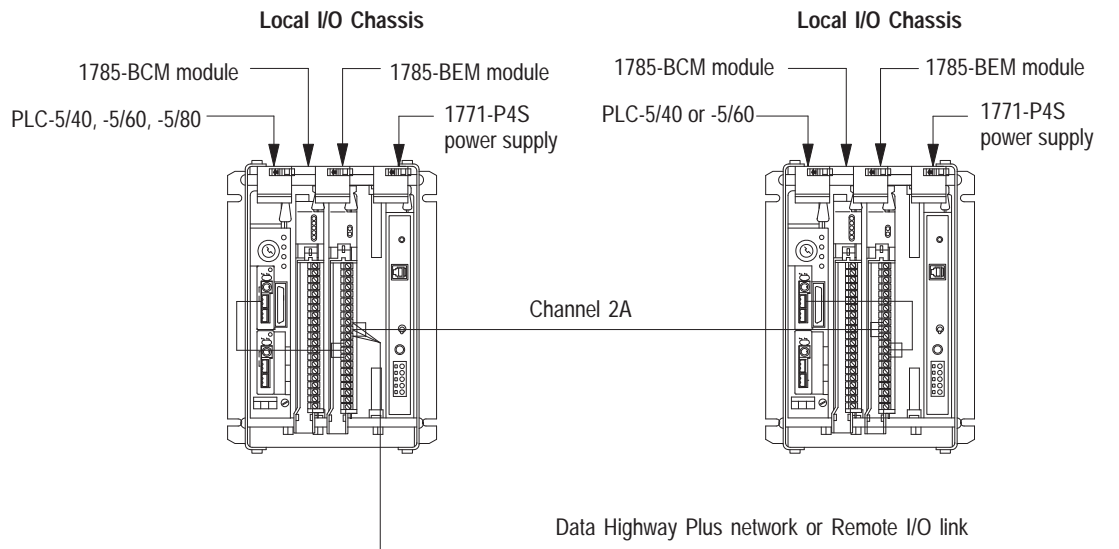 Local I/O Chassis
Local I/O Chassis
1785-BCM module
1785-BEM module
PLC-5/40, -5/60, -5/80
1771-P4S
power supply
1785-BCM module
1785-BEM module
PLC-5/40 or -5/60
1771-P4S
power supply
Channel 2A
Data Highway Plus network or Remote I/O link